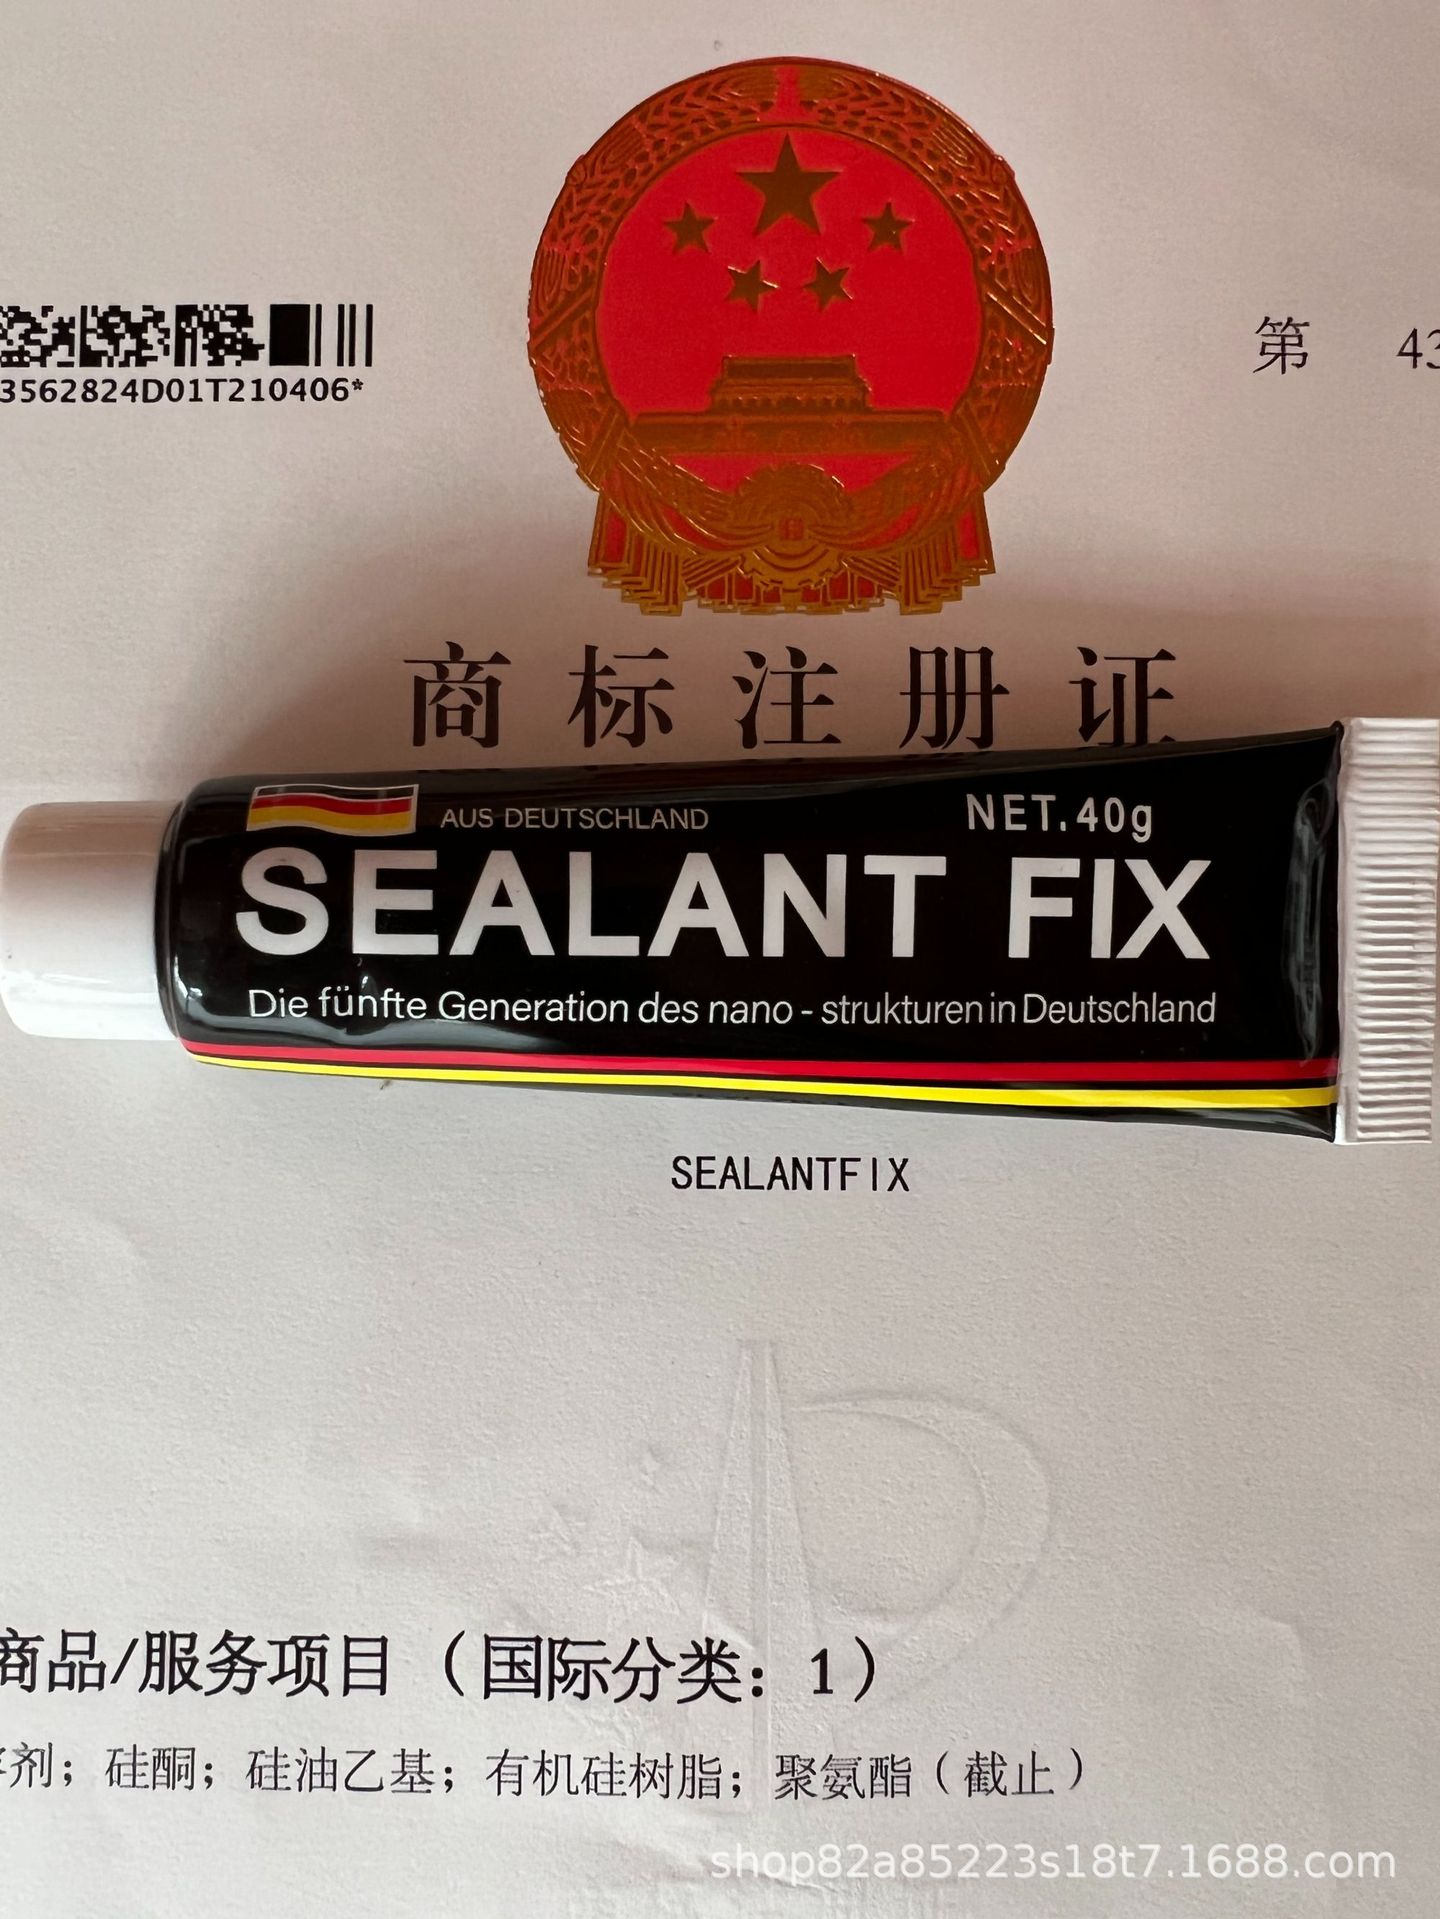 3562824D01T210406*
第 43
商标注册证
AUS DEUTSCHLAND
NET.40g
SEALANT FIX
Die fünfte Generation des nano - strukturen in Deutschland
SEALANTFIX
商品/服务项目（国际分类：1）
剂；硅酮；硅油乙基；有机硅树脂；聚氨酯（截止）
shop82a85223s18t7.1688.com